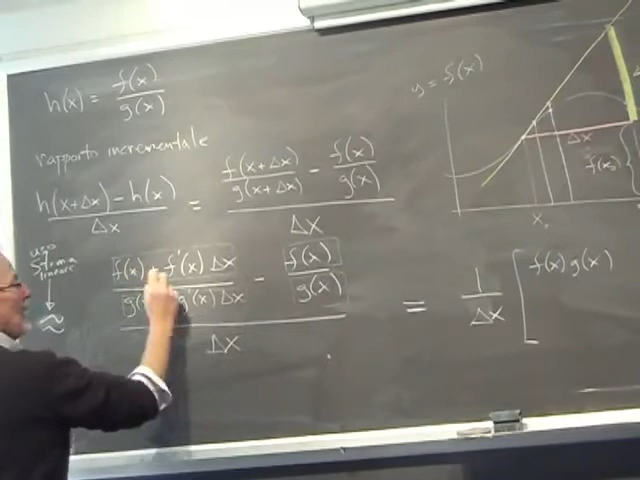 h(x) = f(x) / g(x)
rapporto incrementale
h(x+Δx) - h(x) / Δx = f(x+Δx) / g(x+Δx) - f(x) / g(x) / Δx
uso
stima
lineare
≈ f(x) + f'(x) Δx / g'(x) Δx - f(x) / g(x) / Δx = 1 / Δx [ f(x) g(x)
y = f(x)
Δx
f(x) {
x